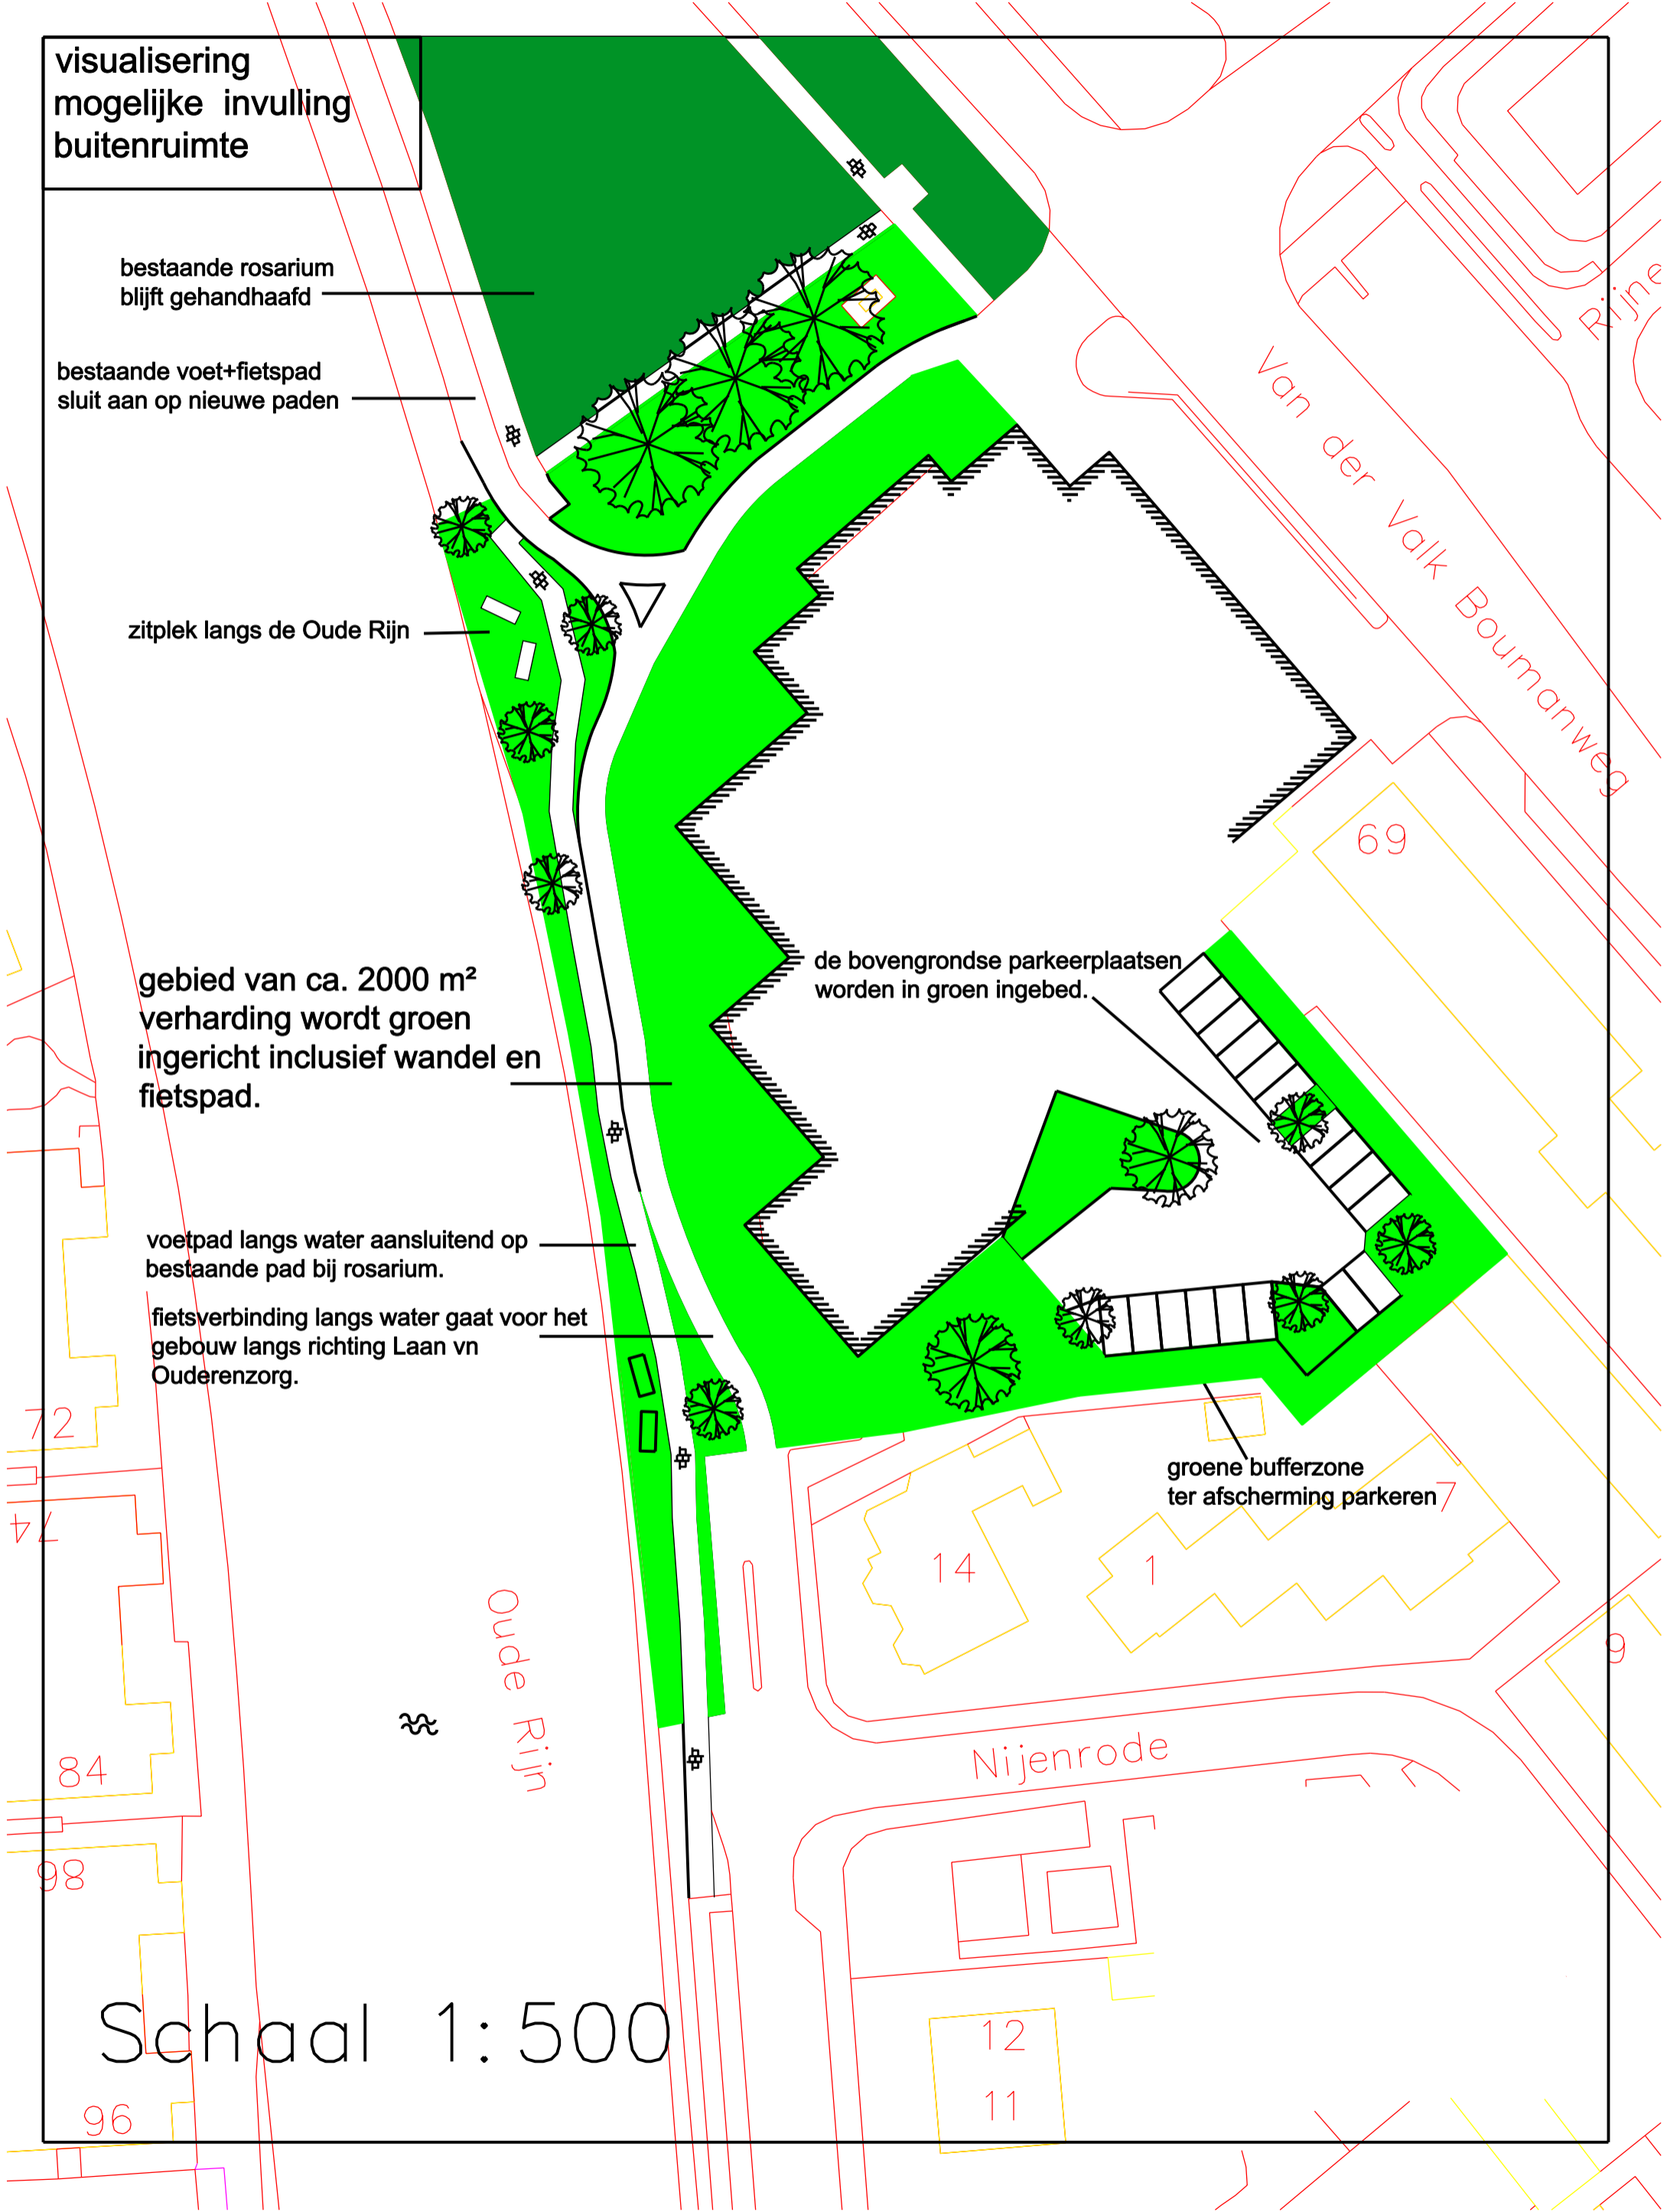 visualisering
mogelijke invulling
buitenruimte
bestaande rosarium
blijft gehandhaafd
bestaande voet+fietspad
sluit aan op nieuwe paden
zitplek langs de Oude Rijn
gebied van ca. 2000 m²
verharding wordt groen
ingericht inclusief wandel en
fietspad.
de bovengrondse parkeerplaatsen
worden in groen ingebed.
voetpad langs water aansluitend op
bestaande pad bij rosarium.
fietsverbinding langs water gaat voor het
gebouw langs richting Laan vn
Ouderenzorg.
groene bufferzone
ter afscherming parkeren
Van der Valk Boumanweg
Rijne
69
72
74
84
98
96
14
1
7
9
Oude Rijn
Nijenrode
12
11
Schaal 1:500